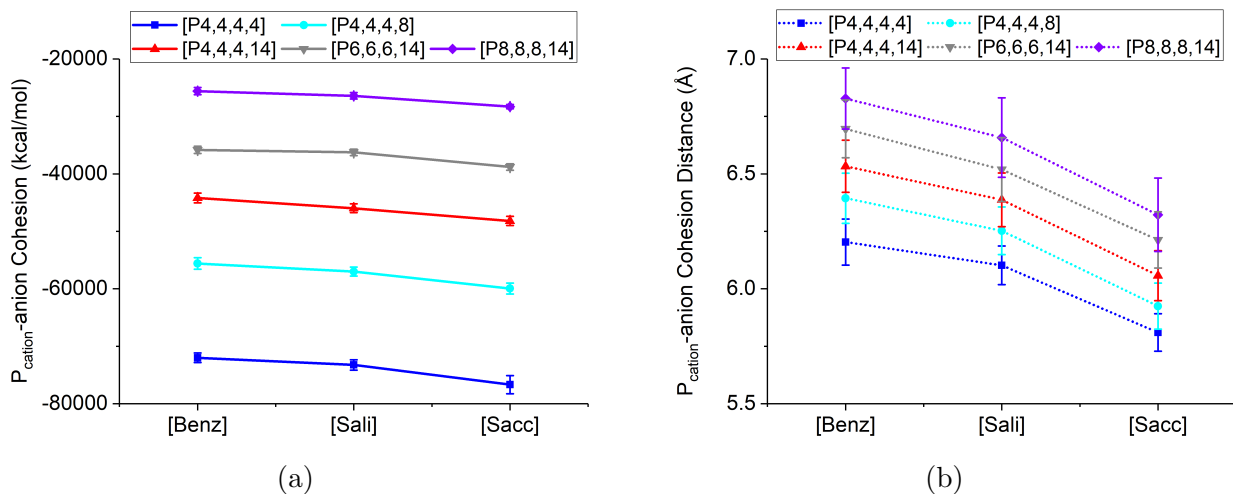 [P4,4,4,4] [P4,4,4,8]
[P4,4,4,14] [P6,6,6,14] [P8,8,8,14]
P_cation-anion Cohesion (kcal/mol)
-20000
-40000
-60000
-80000
[Benz] [Sali] [Sacc]
(a)
[P4,4,4,4] [P4,4,4,8]
[P4,4,4,14] [P6,6,6,14] [P8,8,8,14]
P_cation-anion Cohesion Distance (Å)
7.0
6.5
6.0
5.5
[Benz] [Sali] [Sacc]
(b)